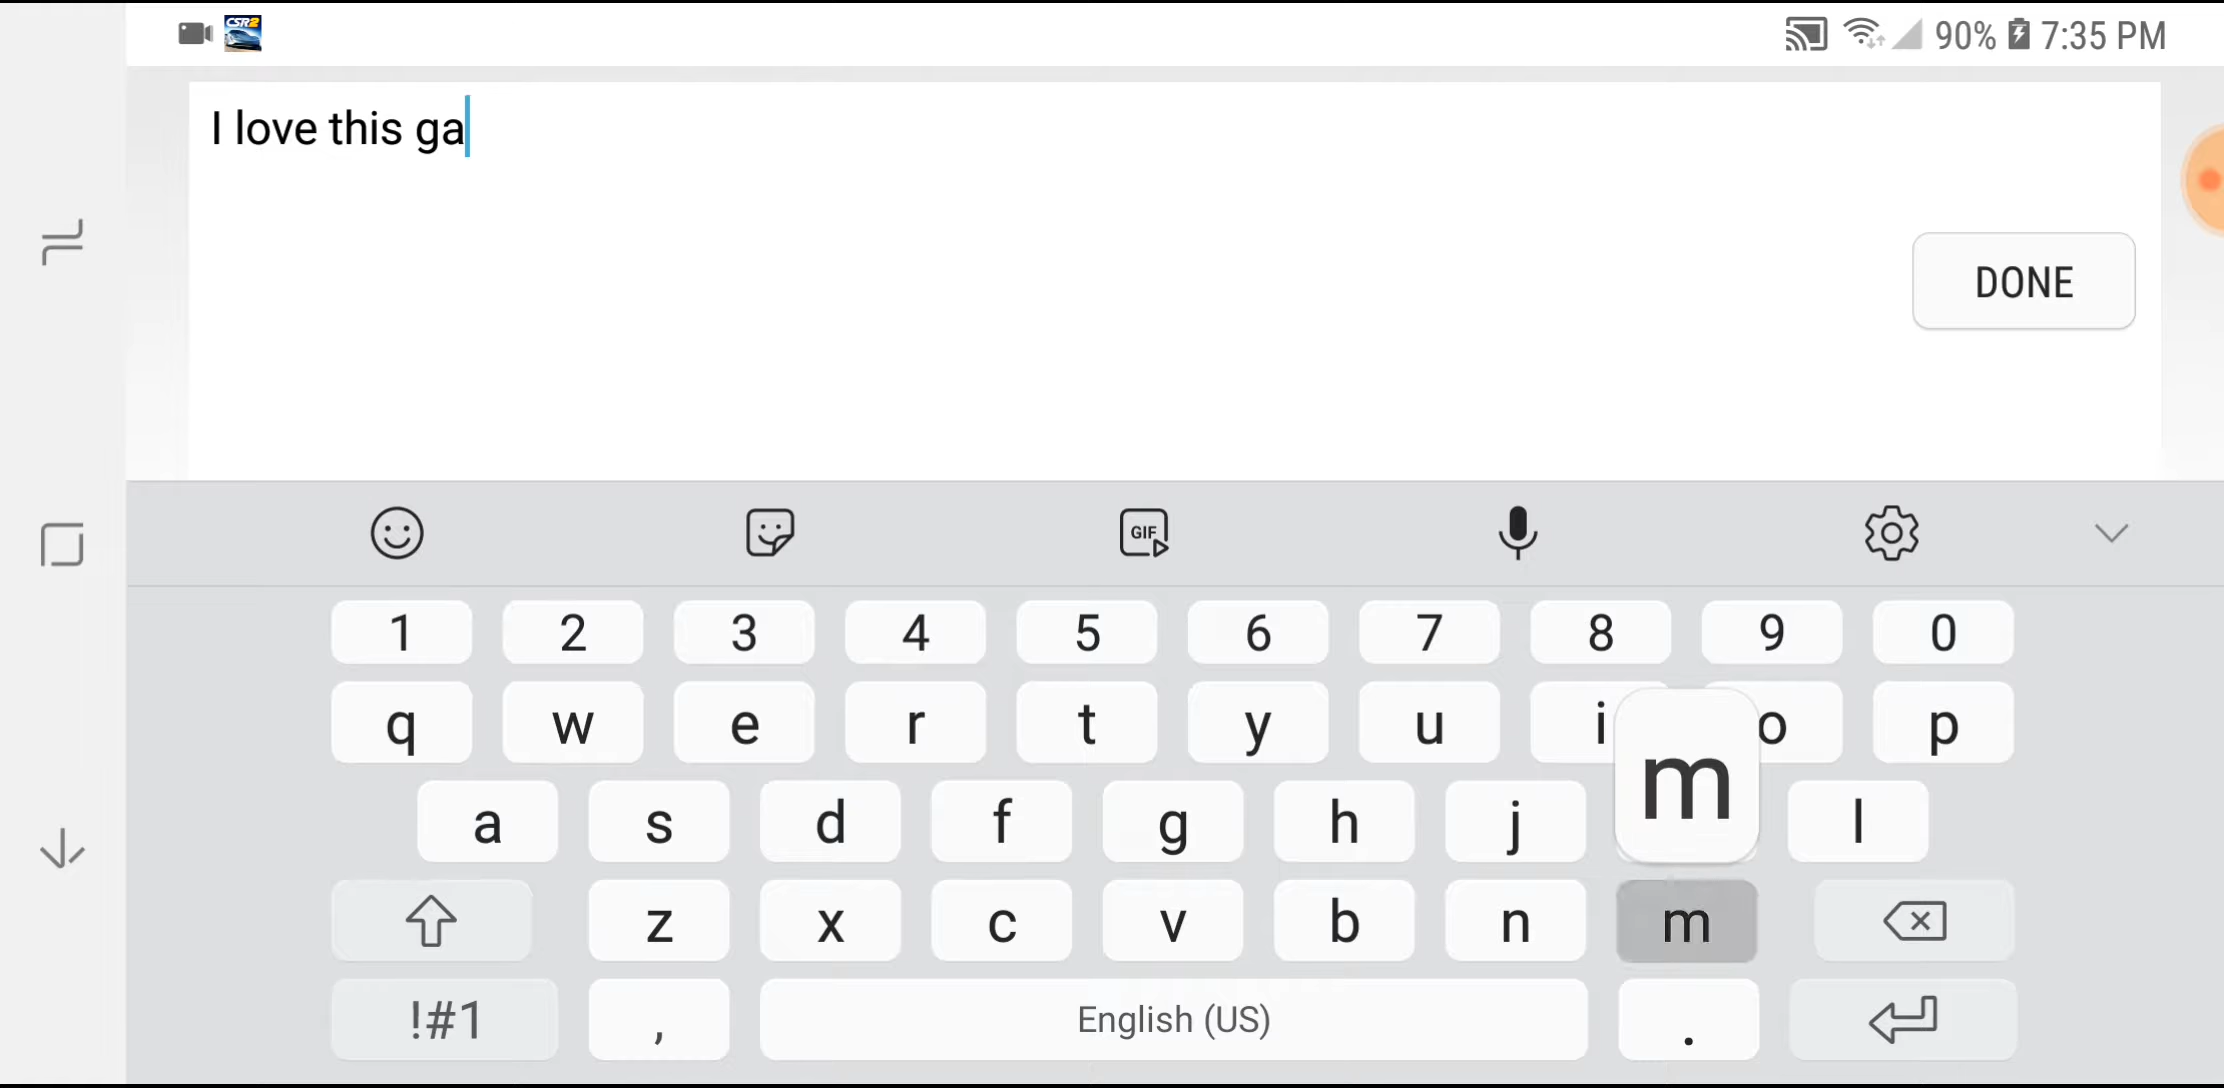 CSR2
90% 7:35 PM
I love this ga
DONE
GIF
1 2 3 4 5 6 7 8 9 0
q w e r t y u i o p
a s d f g h j m l
z x c v b n m
!#1 , English (US) .